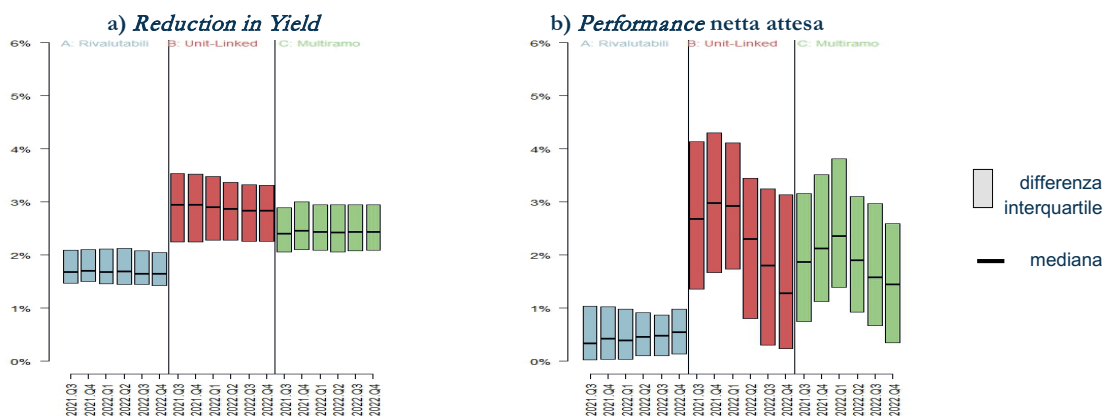 a) Reduction in Yield
6%
A: Rivalutabili
B: Unit-Linked
C: Multiramo
5%
4%
3%
2%
1%
0%
2021.Q3
2021.Q4
2022.Q1
2022.Q2
2022.Q3
2022.Q4
2021.Q3
2021.Q4
2022.Q1
2022.Q2
2022.Q3
2022.Q4
2021.Q3
2021.Q4
2022.Q1
2022.Q2
2022.Q3
2022.Q4
b) Performance netta attesa
6%
A: Rivalutabili
B: Unit-Linked
C: Multiramo
5%
4%
3%
2%
1%
0%
2021.Q3
2021.Q4
2022.Q1
2022.Q2
2022.Q3
2022.Q4
2021.Q3
2021.Q4
2022.Q1
2022.Q2
2022.Q3
2022.Q4
2021.Q3
2021.Q4
2022.Q1
2022.Q2
2022.Q3
2022.Q4
differenza
interquartile
mediana